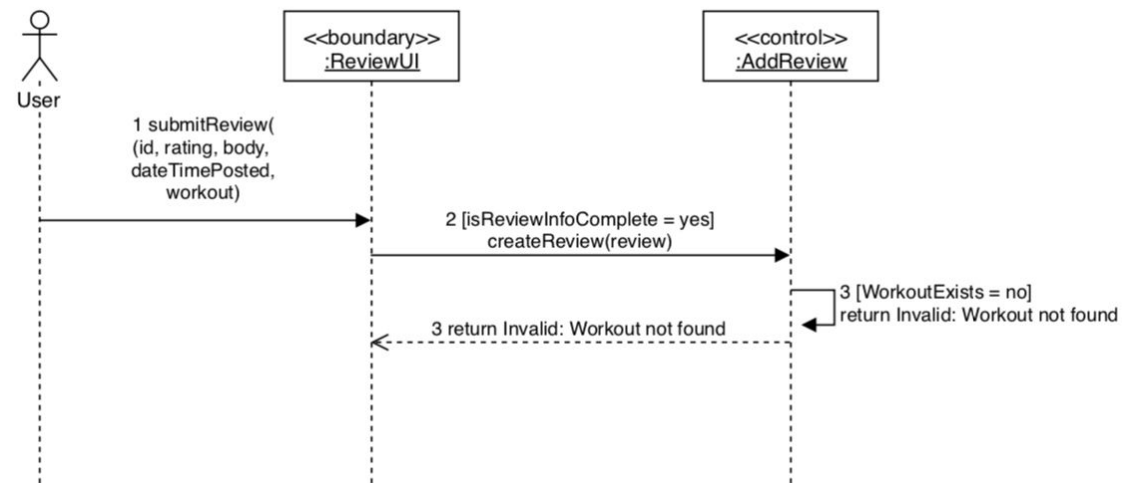 <<boundary>>
:ReviewUI
<<control>>
:AddReview
User
1 submitReview(
(id, rating, body,
dateTimePosted,
workout)
2 [isReviewInfoComplete = yes]
createReview(review)
3 [WorkoutExists = no]
return Invalid: Workout not found
3 return Invalid: Workout not found